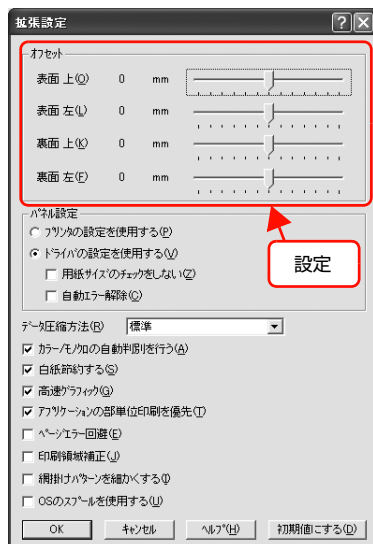 拡張設定
オフセット
表面 上(O) 0 mm
表面 左(L) 0 mm
裏面 上(K) 0 mm
裏面 左(F) 0 mm
パネル設定
プリンタの設定を使用する(P)
ドライバの設定を使用する(V)
用紙サイズのチェックをしない(Z)
自動エラー解除(C)
設定
データ圧縮方法(R) 標準
カラー/モノクロの自動判別を行う(A)
白紙節約する(S)
高速グラフィック(G)
アプリケーションの部単位印刷を優先(T)
ページエラー回避(E)
印刷領域補正(J)
網掛けパターンを細かくする(I)
OSのスプールを使用する(U)
OK キャンセル ヘルプ(H) 初期値にする(D)